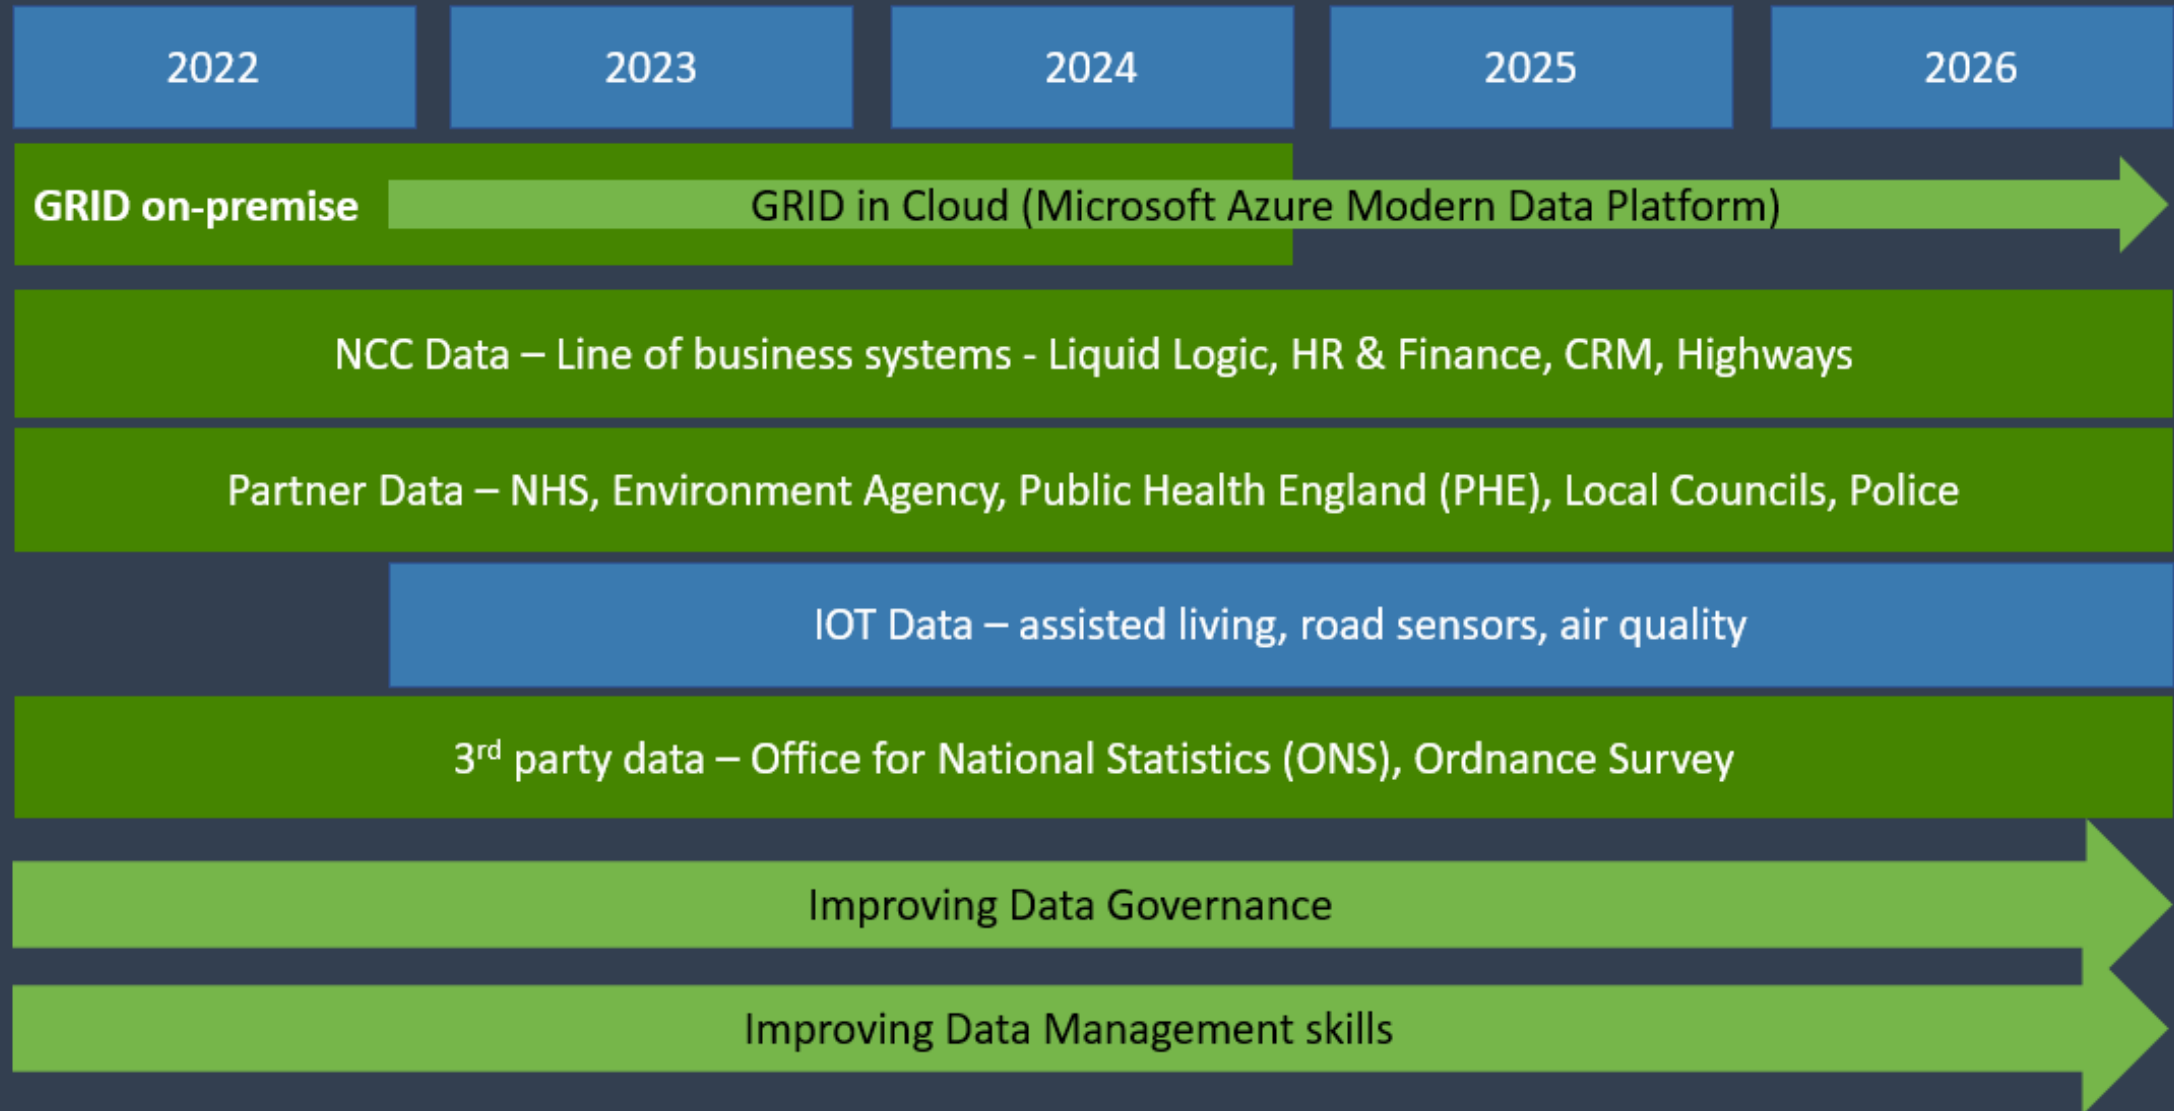 2022
2023
2024
2025
2026
GRID on-premise
GRID in Cloud (Microsoft Azure Modern Data Platform)
NCC Data – Line of business systems - Liquid Logic, HR & Finance, CRM, Highways
Partner Data – NHS, Environment Agency, Public Health England (PHE), Local Councils, Police
IOT Data – assisted living, road sensors, air quality
3rd party data – Office for National Statistics (ONS), Ordnance Survey
Improving Data Governance
Improving Data Management skills